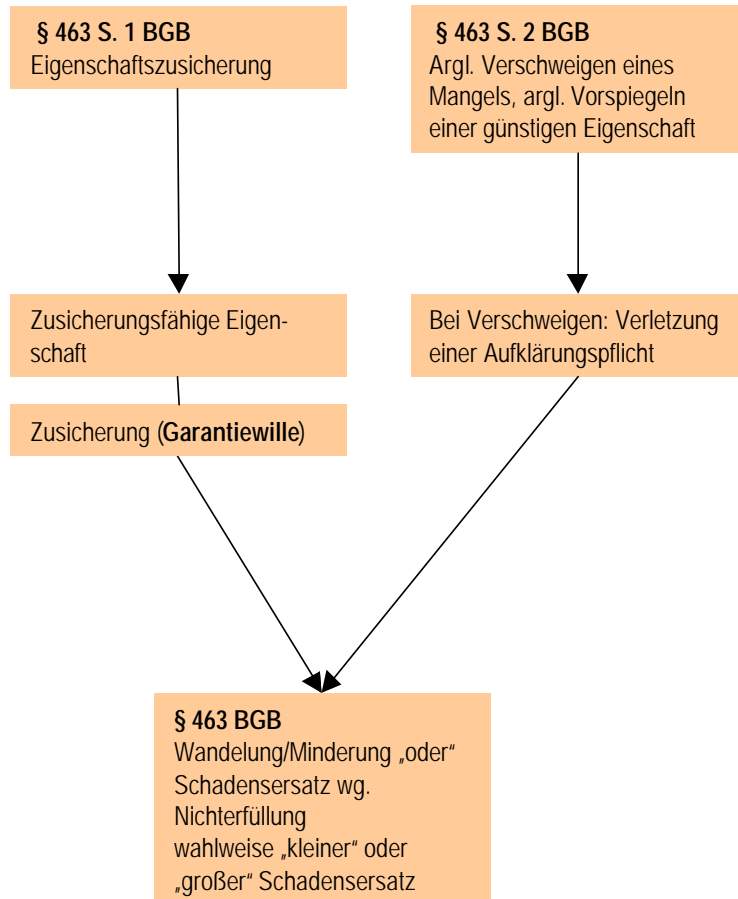 § 463 S. 1 BGB
Eigenschaftszusicherung
§ 463 S. 2 BGB
Argl. Verschweigen eines
Mangels, argl. Vorspiegeln
einer günstigen Eigenschaft
Zusicherungsfähige Eigen-
schaft
Bei Verschweigen: Verletzung
einer Aufklärungspflicht
Zusicherung (Garantiewille)
§ 463 BGB
Wandelung/Minderung „oder“
Schadensersatz wg.
Nichterfüllung
wahlweise „kleiner“ oder
„großer“ Schadensersatz